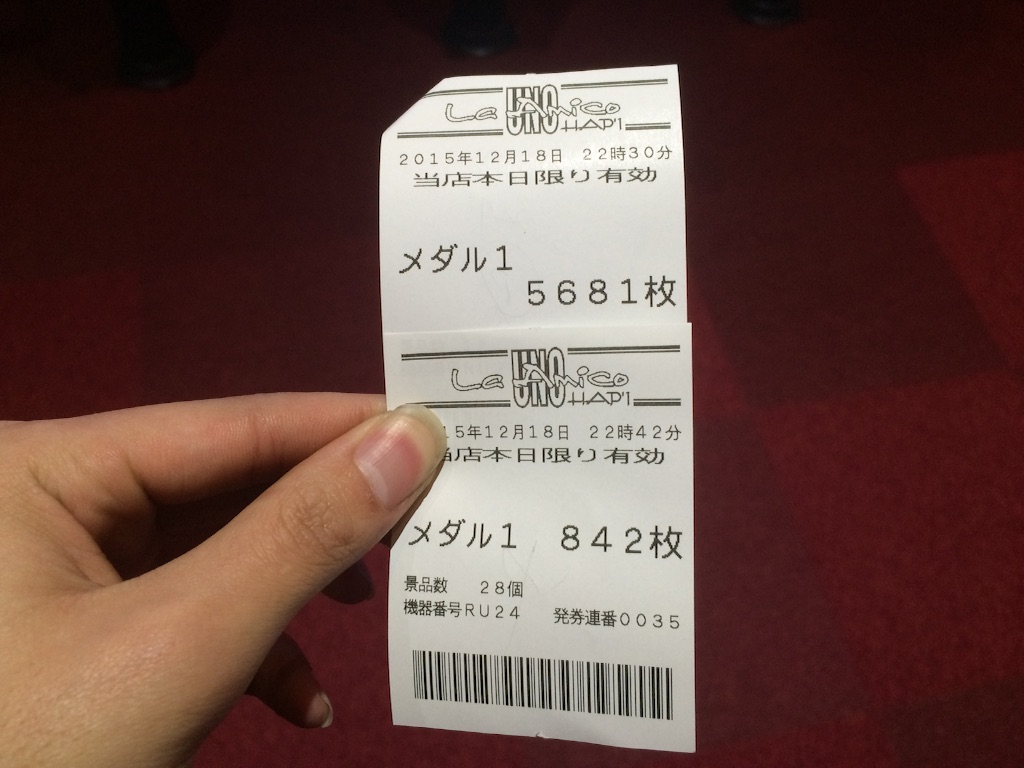 La UNO Amico
HAP'1
2015年12月18日 22時30分
当店本日限り有効
メダル1
5681枚
La UNO Amico
HAP'1
15年12月18日 22時42分
当店本日限り有効
メダル1 842枚
景品数 28個
機器番号RU24 発券連番0035